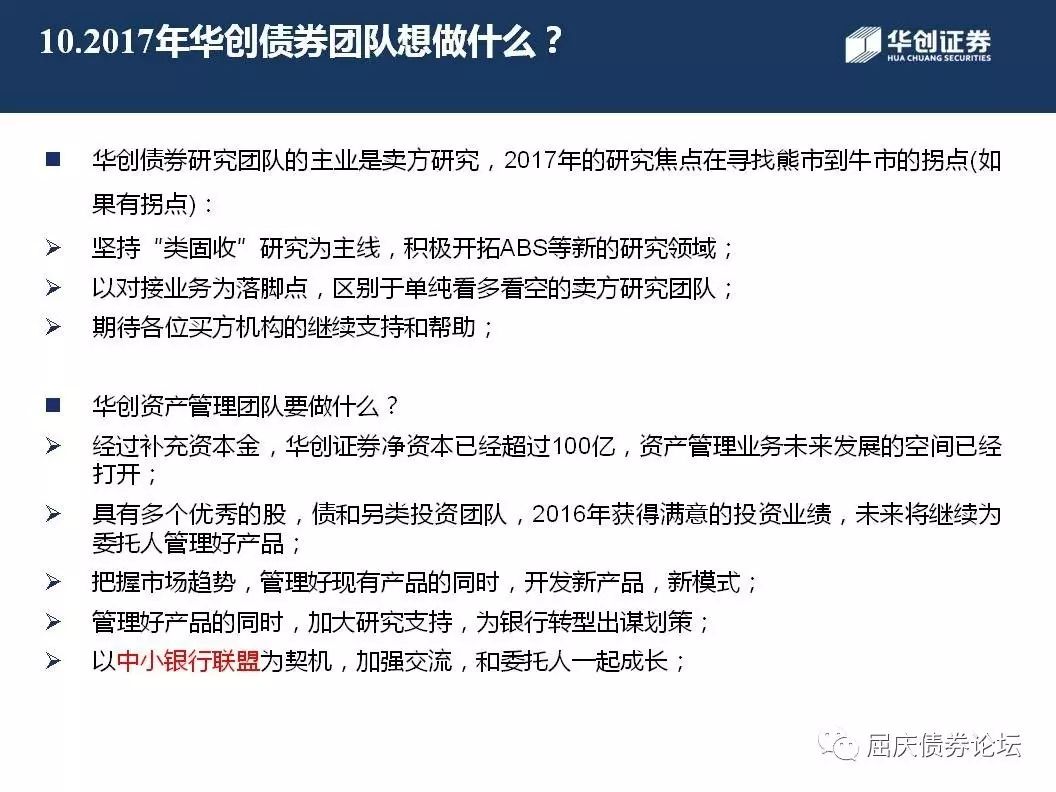 10.2017年华创债券团队想做什么？
华创证券
HUA CHUANG SECURITIES
■ 华创债券研究团队的主业是卖方研究，2017年的研究焦点在寻找熊市到牛市的拐点(如
果有拐点)：
➢ 坚持“类固收”研究为主线，积极开拓ABS等新的研究领域；
➢ 以对接业务为落脚点，区别于单纯看多看空的卖方研究团队；
➢ 期待各位买方机构的继续支持和帮助；
■ 华创资产管理团队要做什么？
➢ 经过补充资本金，华创证券净资本已经超过100亿，资产管理业务未来发展的空间已经
打开；
➢ 具有多个优秀的股，债和另类投资团队，2016年获得满意的投资业绩，未来将继续为
委托人管理好产品；
➢ 把握市场趋势，管理好现有产品的同时，开发新产品，新模式；
➢ 管理好产品的同时，加大研究支持，为银行转型出谋划策；
➢ 以中小银行联盟为契机，加强交流，和委托人一起成长；
屈庆债券论坛